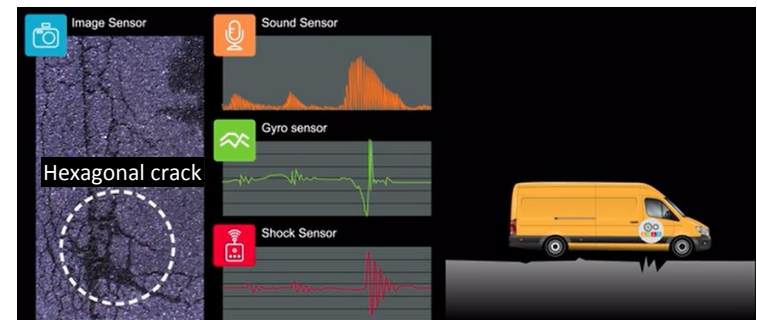 Image Sensor
Sound Sensor
Gyro sensor
Hexagonal crack
Shock Sensor